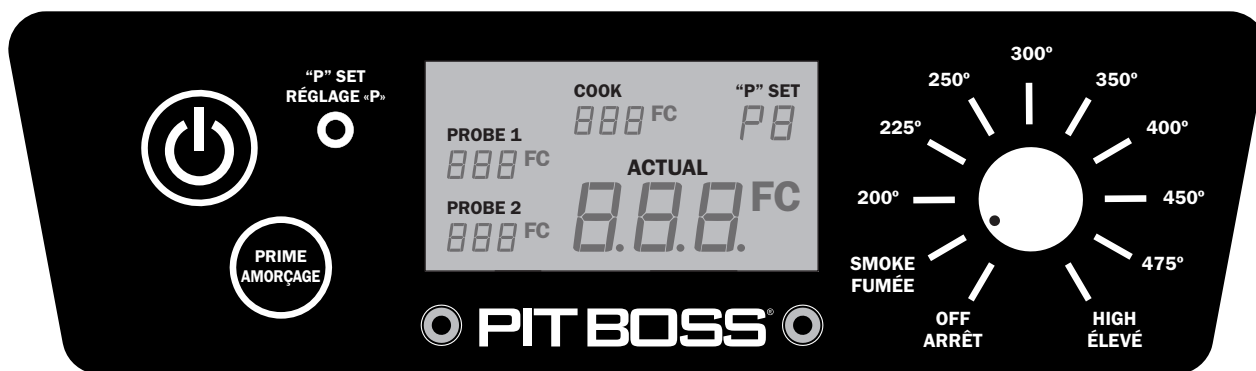 “P” SET
RÉGLAGE «P»
PRIME
AMORÇAGE
COOK
888 FC
“P” SET
P8
PROBE 1
888 FC
ACTUAL
8.8.8. FC
PROBE 2
888 FC
PIT BOSS®
OFF
ARRÊT
SMOKE
FUMÉE
200º
225º
250º
300º
350º
400º
450º
475º
HIGH
ÉLEVÉ